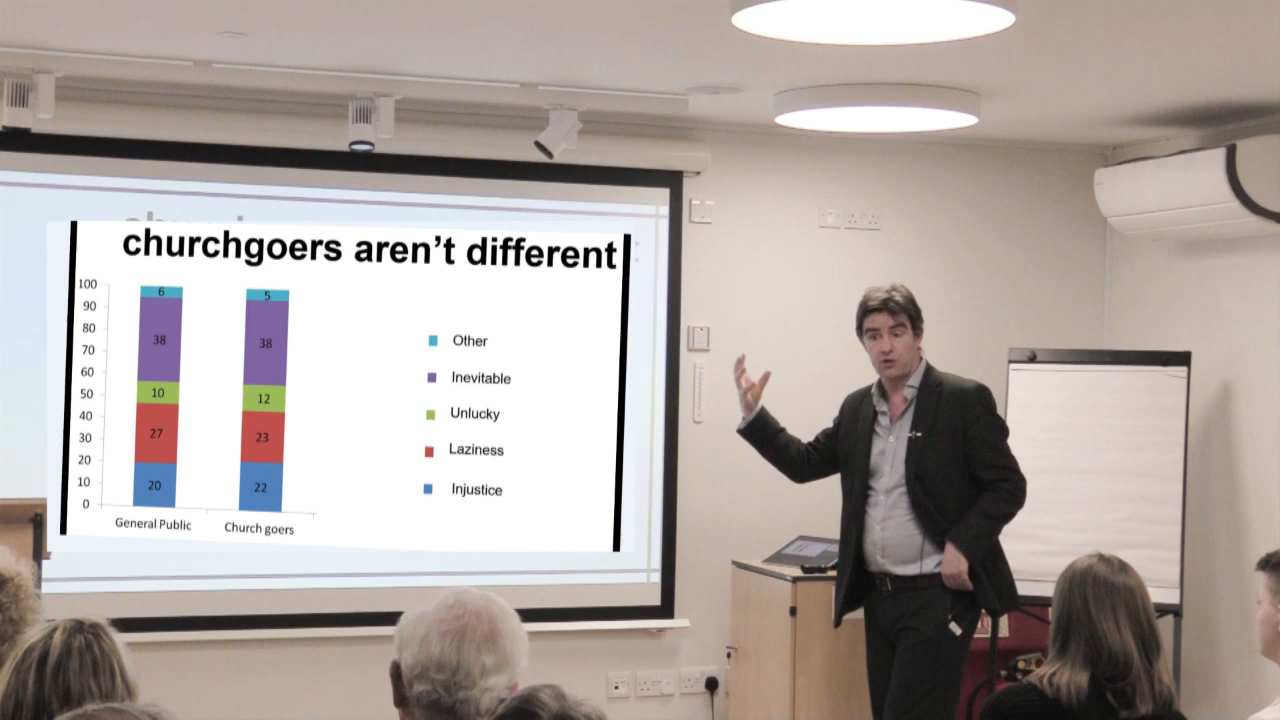 churchgoers aren't different
100
90
80
70
60
50
40
30
20
10
0
6
38
10
27
20
5
38
12
23
22
General Public
Church goers
Other
Inevitable
Unlucky
Laziness
Injustice